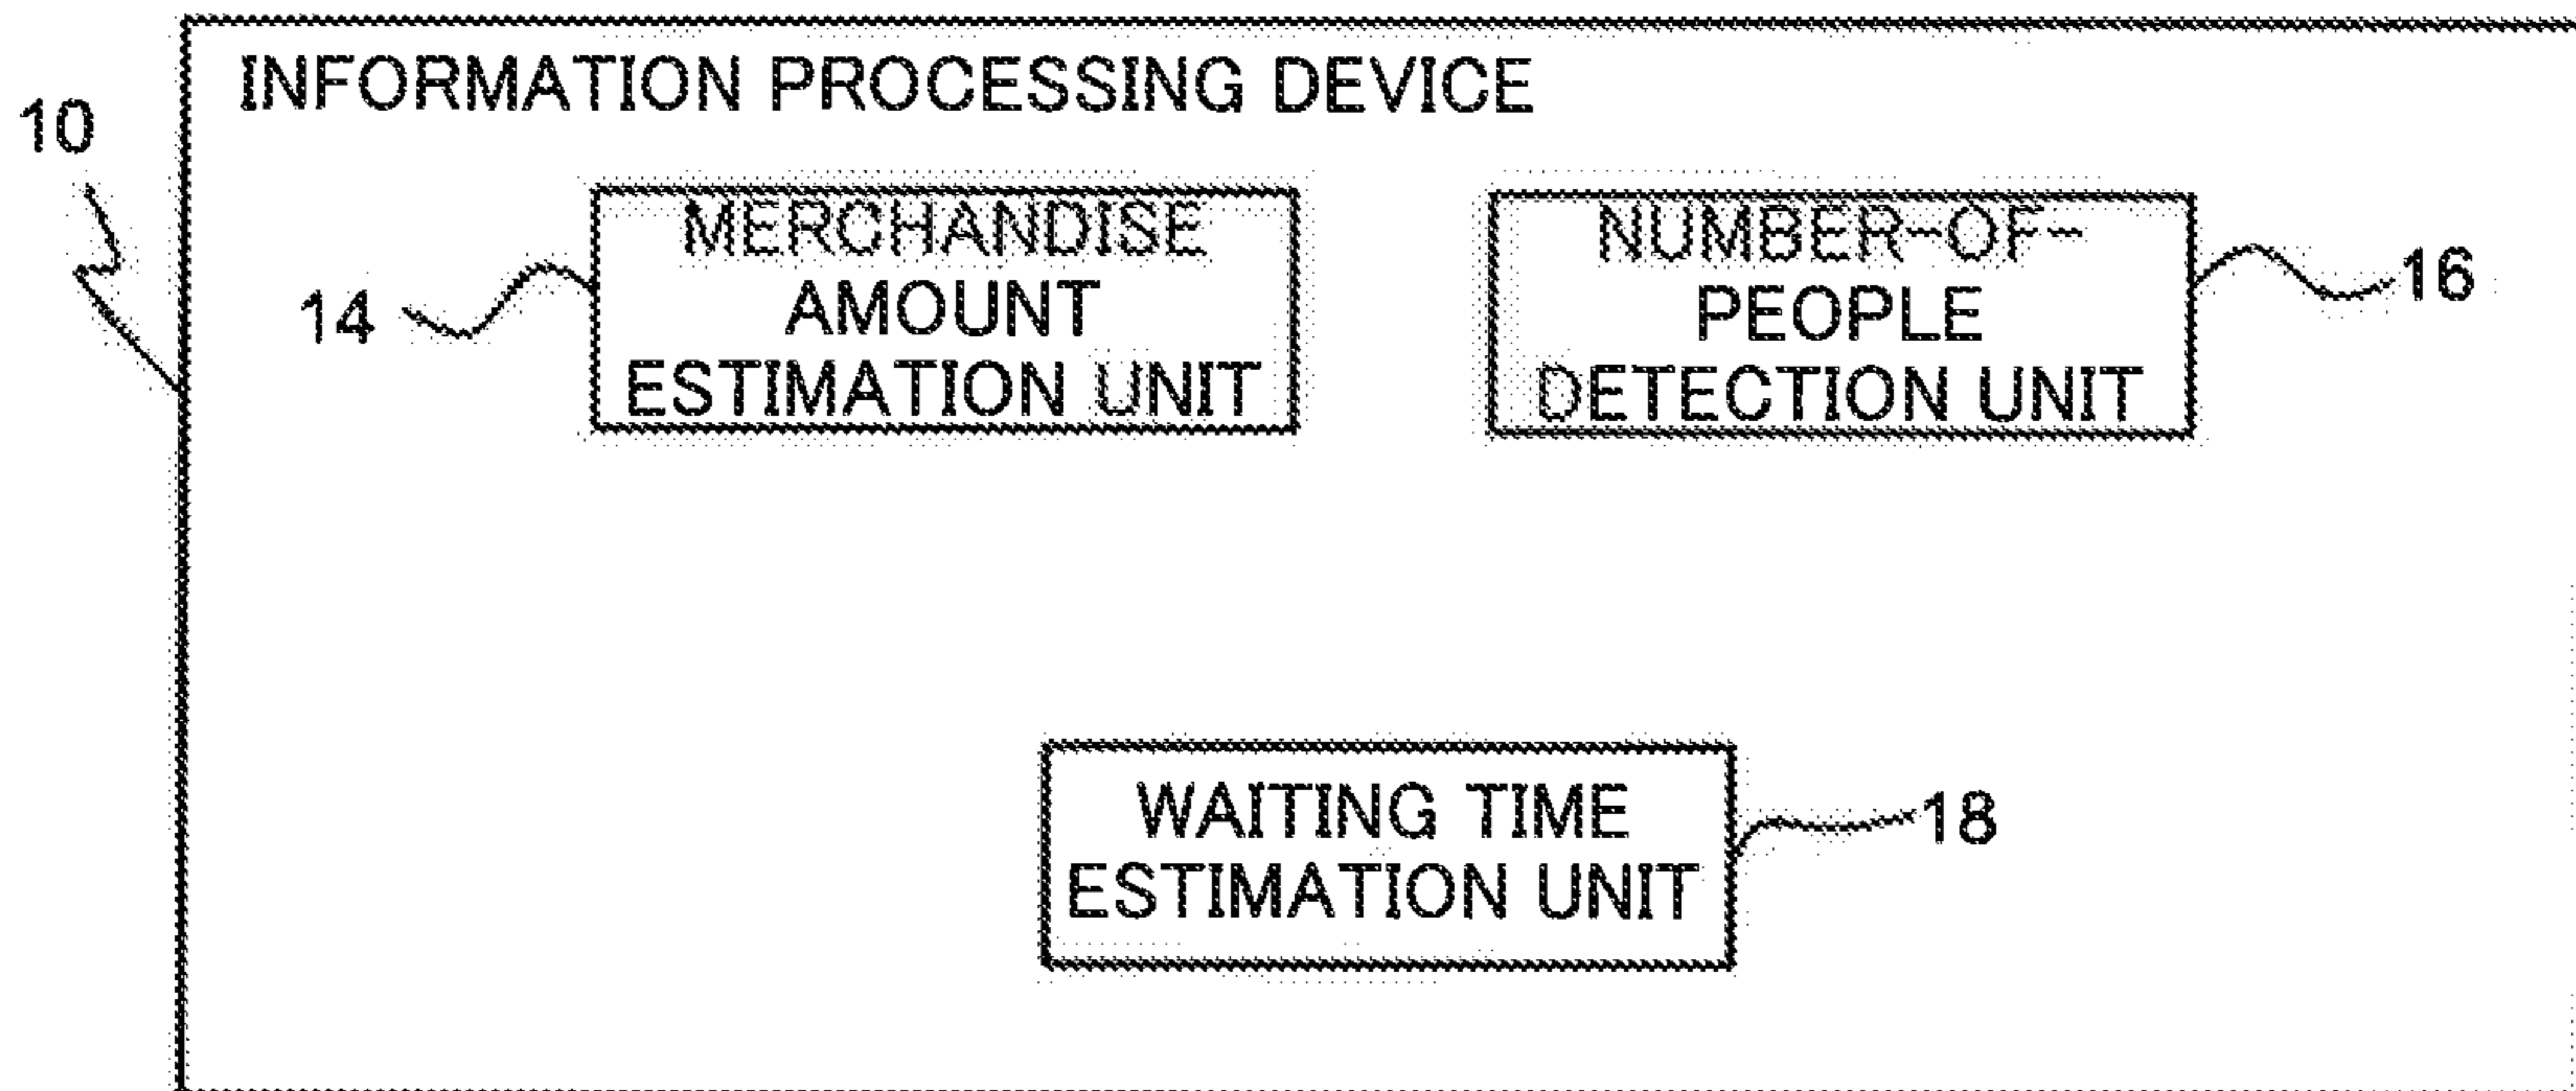 INFORMATION PROCESSING DEVICE
10
MERCHANDISE
AMOUNT
ESTIMATION UNIT
14
NUMBER-OF-
PEOPLE
DETECTION UNIT
16
WAITING TIME
ESTIMATION UNIT
18